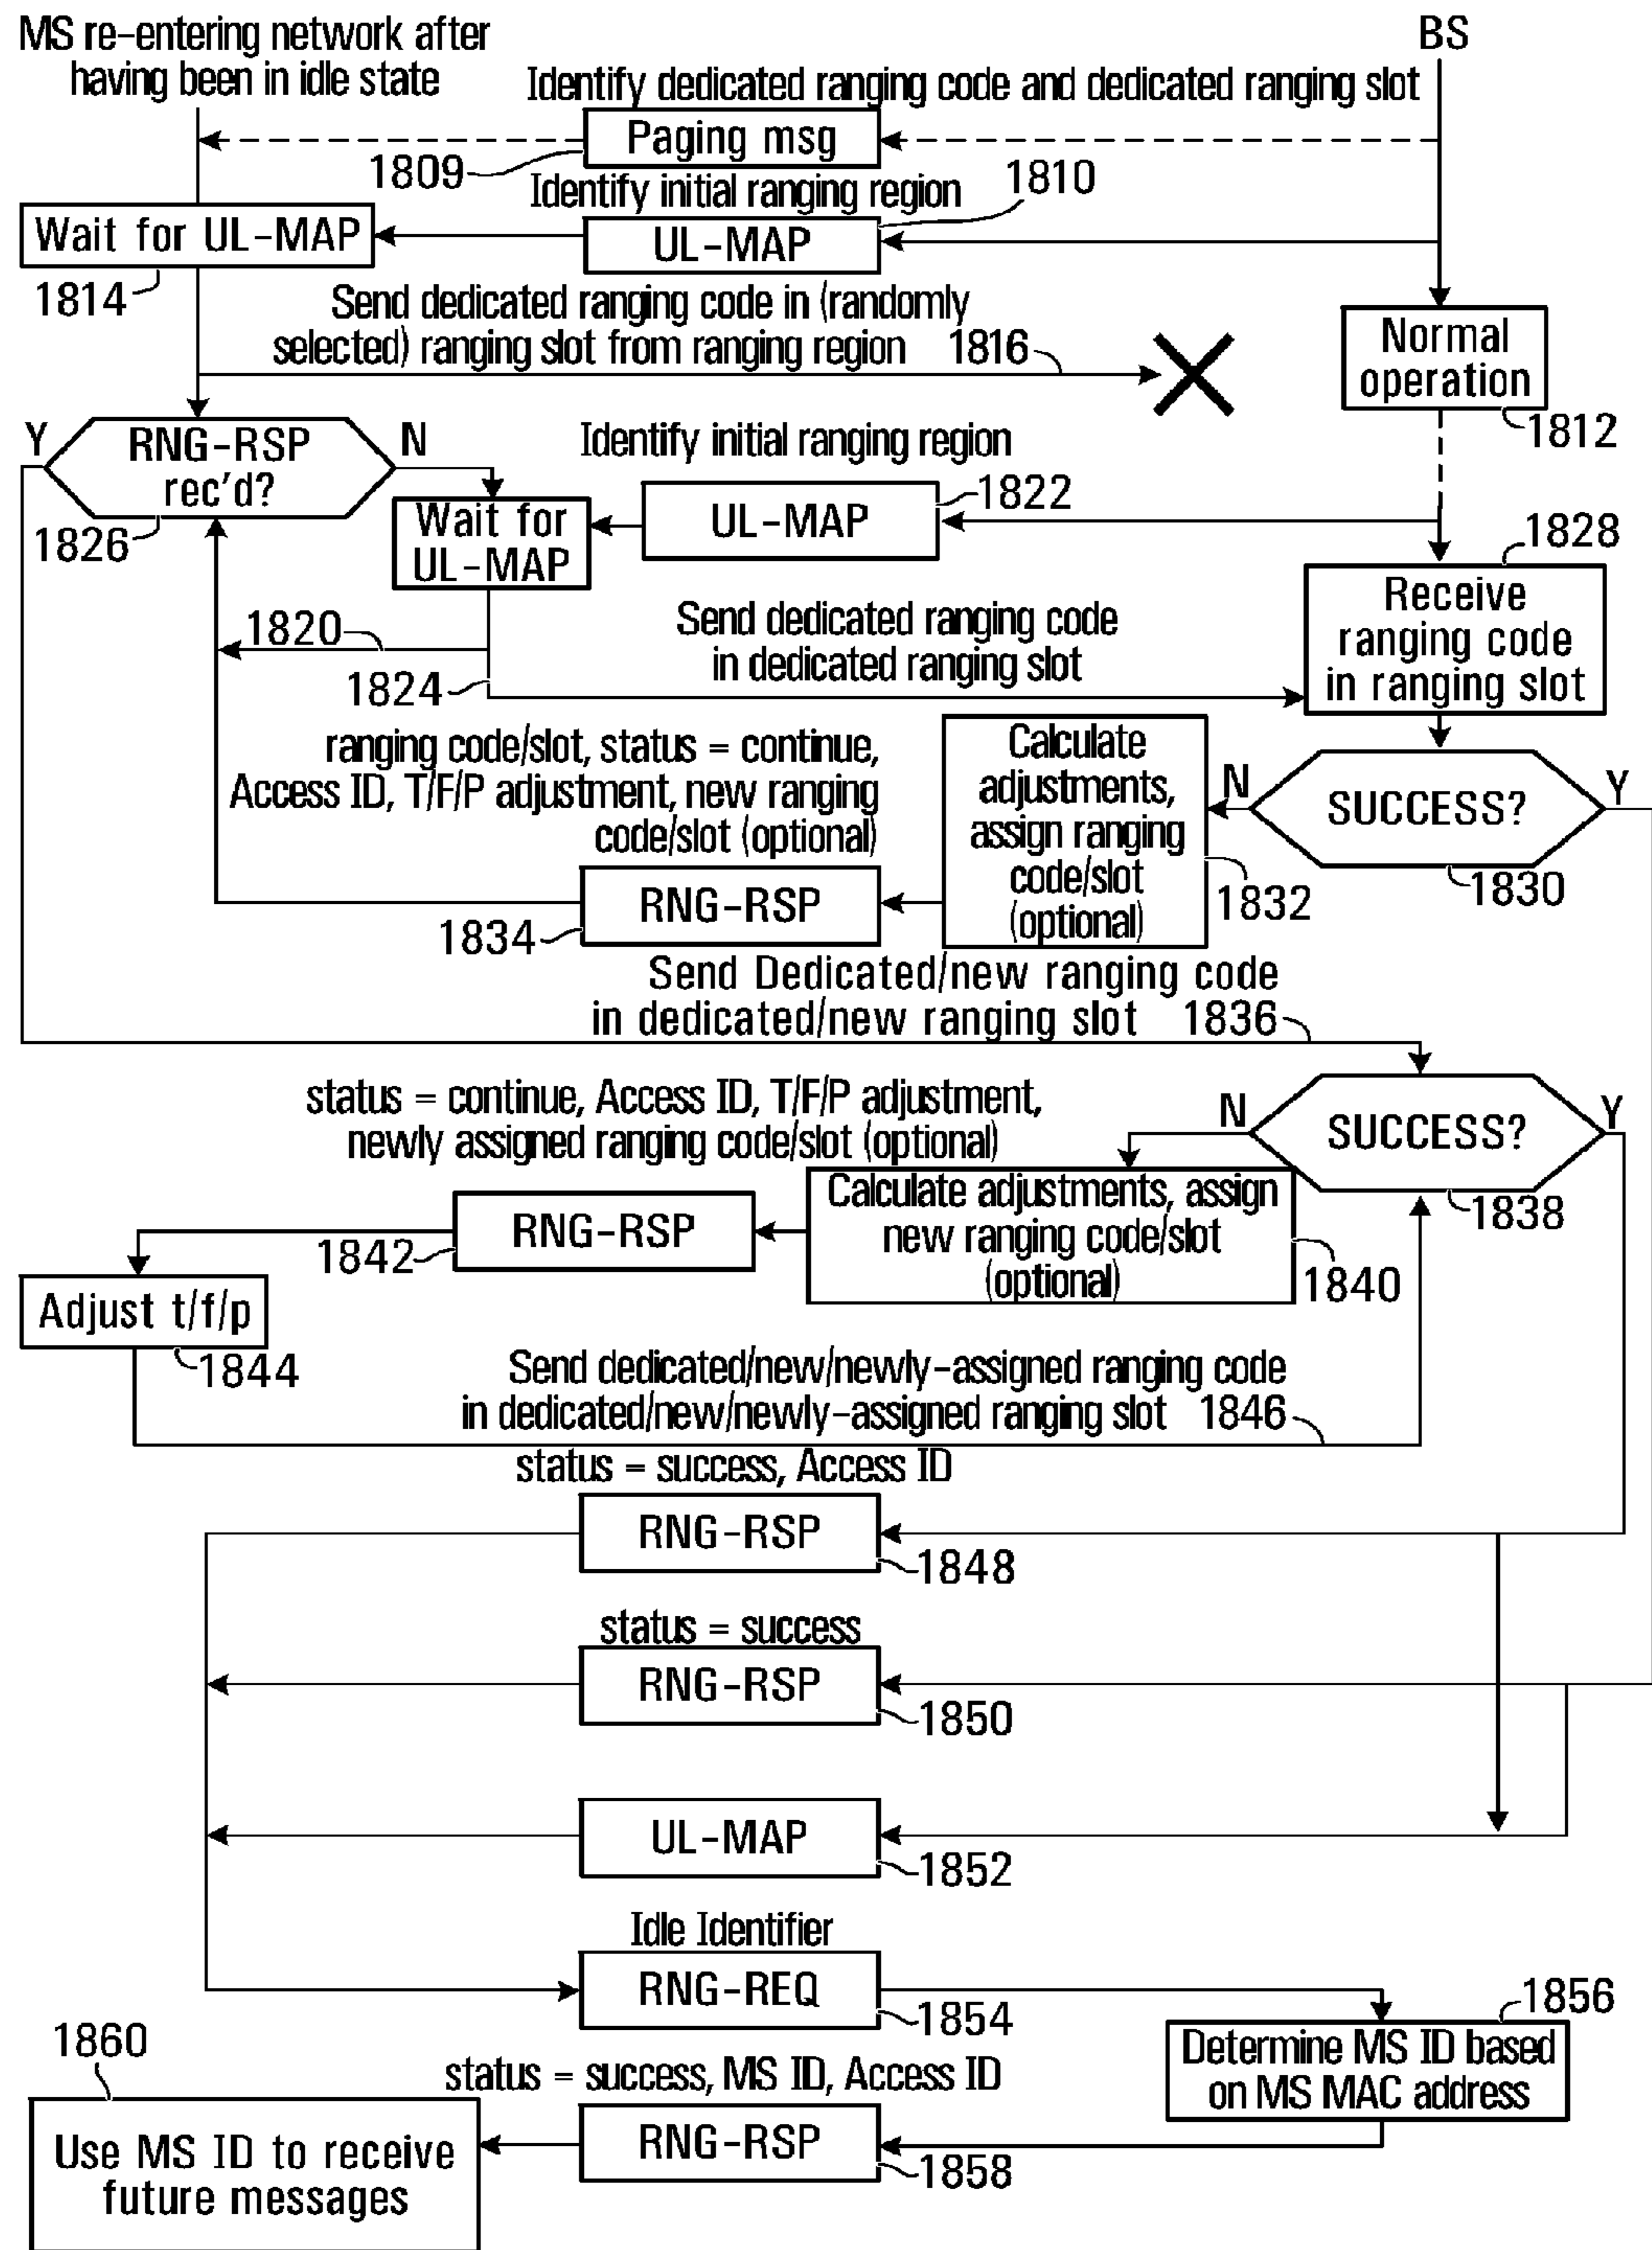 MS re-entering network after
having been in idle state
BS
Identify dedicated ranging code and dedicated ranging slot
Paging msg
1809
Identify initial ranging region
1810
Wait for UL-MAP
UL-MAP
1814
Send dedicated ranging code in (randomly
selected) ranging slot from ranging region
1816
Normal
operation
1812
Y
RNG-RSP
rec'd?
N
1826
Identify initial ranging region
Wait for
UL-MAP
UL-MAP
1822
1828
Receive
ranging code
in ranging slot
1820
1824
Send dedicated ranging code
in dedicated ranging slot
ranging code/slot, status = continue,
Access ID, T/F/P adjustment, new ranging
code/slot (optional)
Calculate
adjustments,
assign ranging
code/slot
(optional)
1832
N
SUCCESS?
Y
1830
RNG-RSP
1834
Send Dedicated/new ranging code
in dedicated/new ranging slot
1836
status = continue, Access ID, T/F/P adjustment,
newly assigned ranging code/slot (optional)
N
SUCCESS?
Y
1838
RNG-RSP
1842
Calculate adjustments, assign
new ranging code/slot
(optional)
1840
Adjust t/f/p
1844
Send dedicated/new/newly-assigned ranging code
in dedicated/new/newly-assigned ranging slot
1846
status = success, Access ID
RNG-RSP
1848
status = success
RNG-RSP
1850
UL-MAP
1852
Idle Identifier
RNG-REQ
1854
1856
Determine MS ID based
on MS MAC address
1860
status = success, MS ID, Access ID
Use MS ID to receive
future messages
RNG-RSP
1858